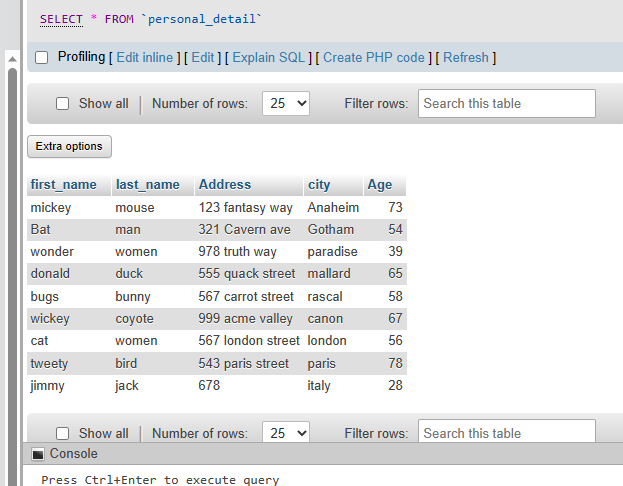 SELECT * FROM `personal_detail`
Profiling [ Edit inline ] [ Edit ] [ Explain SQL ] [ Create PHP code ] [ Refresh ]
Show all | Number of rows: 25 Filter rows: Search this table
Extra options
first_name last_name Address city Age
mickey mouse 123 fantasy way Anaheim 73
Bat man 321 Cavern ave Gotham 54
wonder women 978 truth way paradise 39
donald duck 555 quack street mallard 65
bugs bunny 567 carrot street rascal 58
wickey coyote 999 acme valley canon 67
cat women 567 london street london 56
tweety bird 543 paris street paris 78
jimmy jack 678 italy 28
Show all | Number of rows: 25 Filter rows: Search this table
Console
Press Ctrl+Enter to execute query